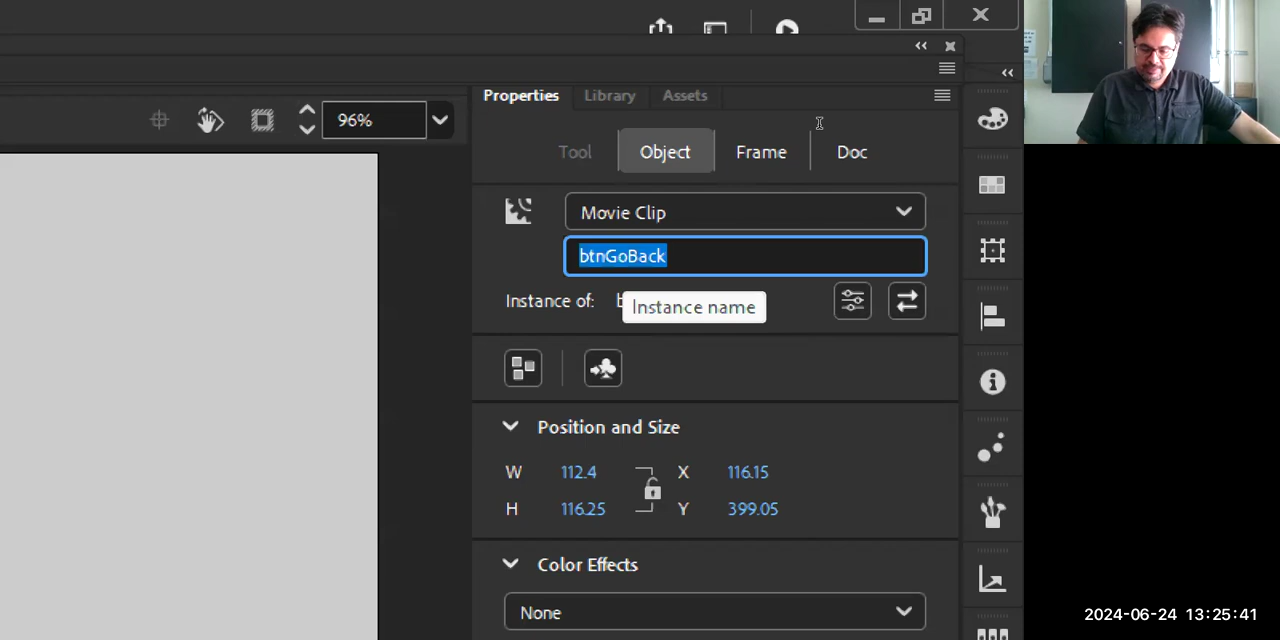 Properties Library Assets
96%
Tool Object Frame Doc
Movie Clip
btnGoBack
Instance of:
Instance name
Position and Size
W 112.4 X 116.15
H 116.25 Y 399.05
Color Effects
None
2024-06-24 13:25:41